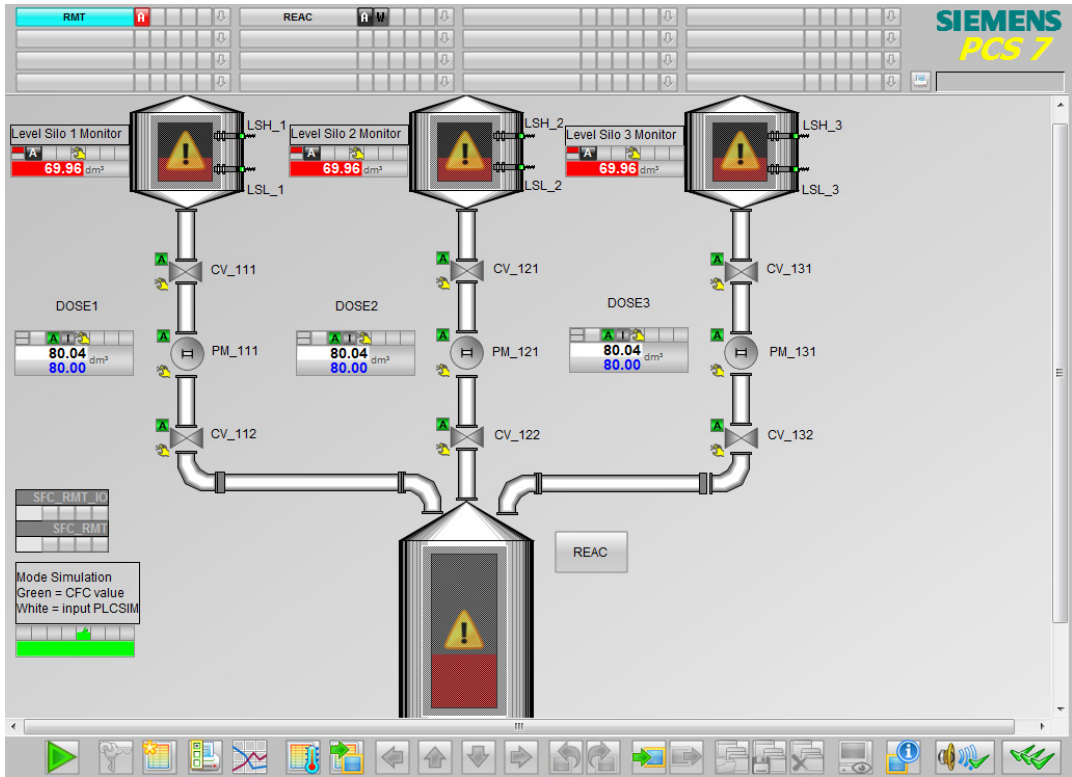 RMT A REAC A W SIEMENS
PCS 7
LSH_1 LSH_2 LSH_3
Level Silo 1 Monitor Level Silo 2 Monitor Level Silo 3 Monitor
A A A
69.96 dm³ 69.96 dm³ 69.96 dm³
LSL_1 LSL_2 LSL_3
A CV_111 A CV_121 A CV_131
DOSE1 DOSE2 DOSE3
A I A A I A A I A
80.04 dm³ PM_111 80.04 dm³ PM_121 80.04 dm³ PM_131
80.00 80.00 80.00
A CV_112 A CV_122 A CV_132
SFC_RMT_IO
SFC_RMT
REAC
Mode Simulation
Green = CFC value
White = input PLCSIM